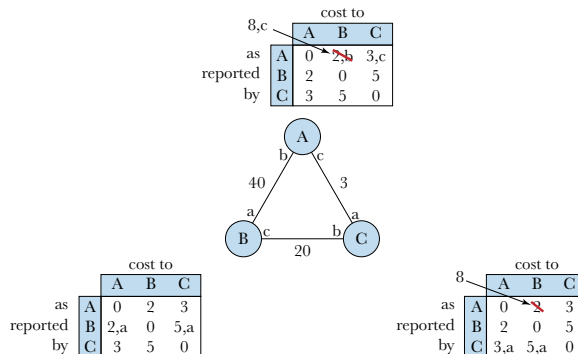 cost to
8,c
A B C
as A 0 2,b 3,c
reported B 2 0 5
by C 3 5 0
A
b c
40 3
a a
B c b C
20
cost to
A B C
as A 0 2 3
reported B 2,a 0 5,a
by C 3 5 0
cost to
8
A B C
as A 0 2 3
reported B 2 0 5
by C 3,a 5,a 0